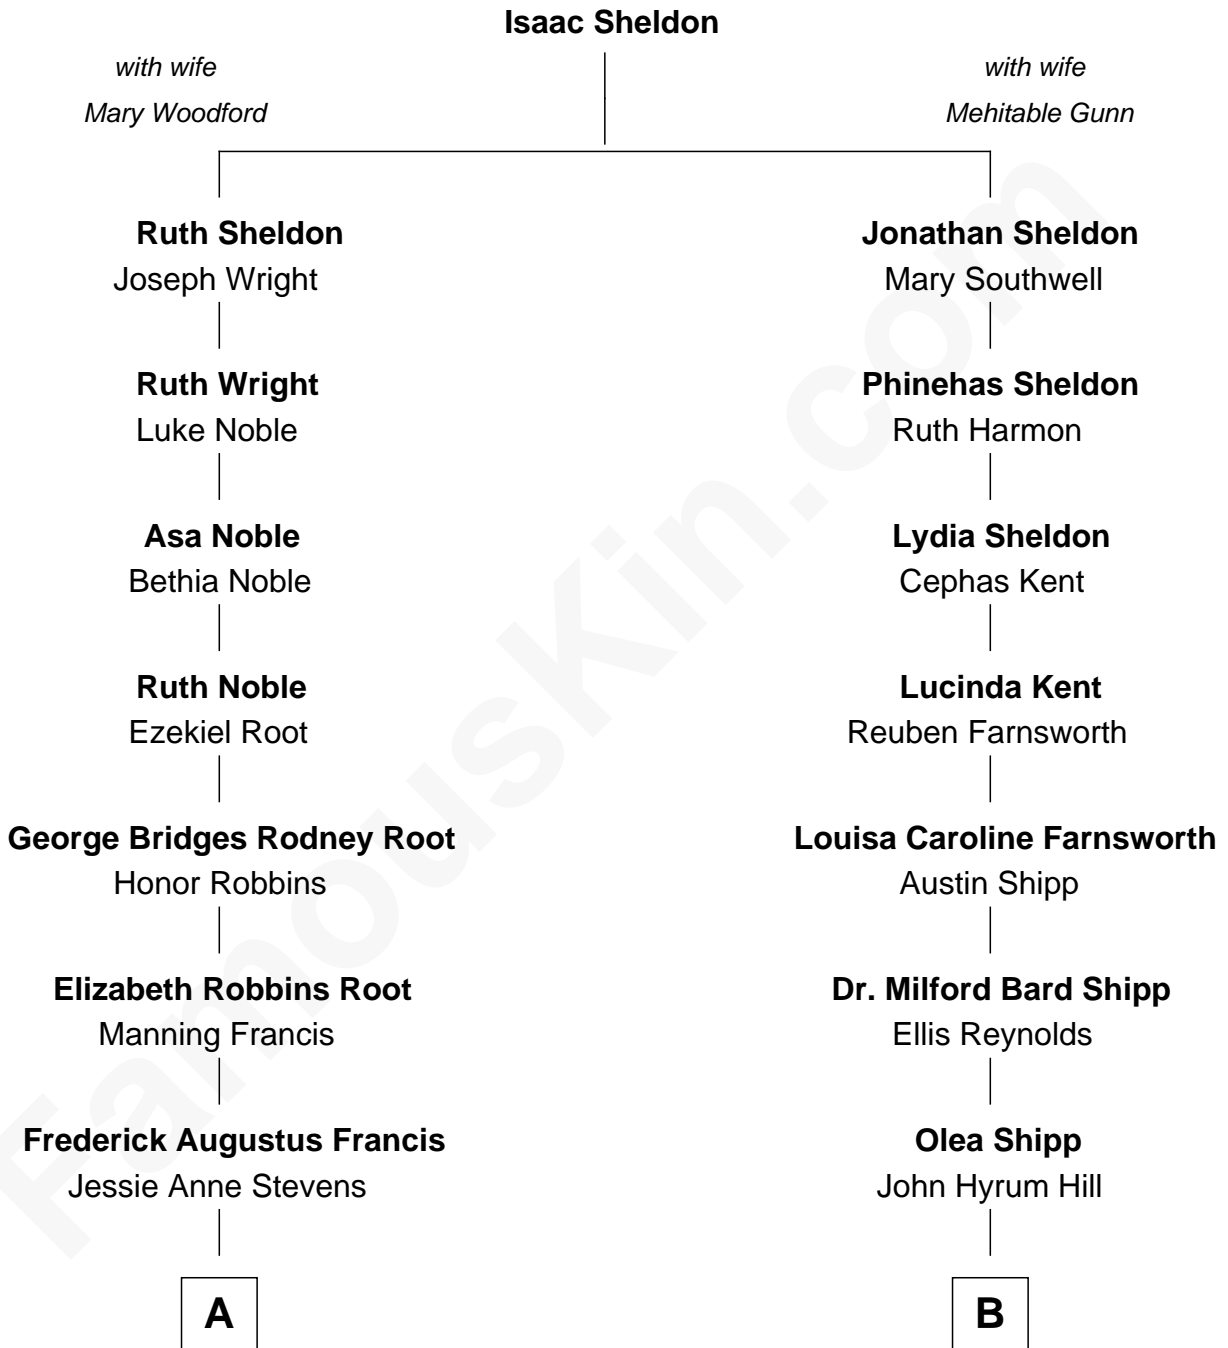 Isaac Sheldon
with wife
Mary Woodford
with wife
Mehitable Gunn
Ruth Sheldon
Joseph Wright
Jonathan Sheldon
Mary Southwell
Ruth Wright
Luke Noble
Phinehas Sheldon
Ruth Harmon
Asa Noble
Bethia Noble
Lydia Sheldon
Cephas Kent
Ruth Noble
Ezekiel Root
Lucinda Kent
Reuben Farnsworth
George Bridges Rodney Root
Honor Robbins
Louisa Caroline Farnsworth
Austin Shipp
Elizabeth Robbins Root
Manning Francis
Dr. Milford Bard Shipp
Ellis Reynolds
Frederick Augustus Francis
Jessie Anne Stevens
Olea Shipp
John Hyrum Hill
A
B
FamousKin.com